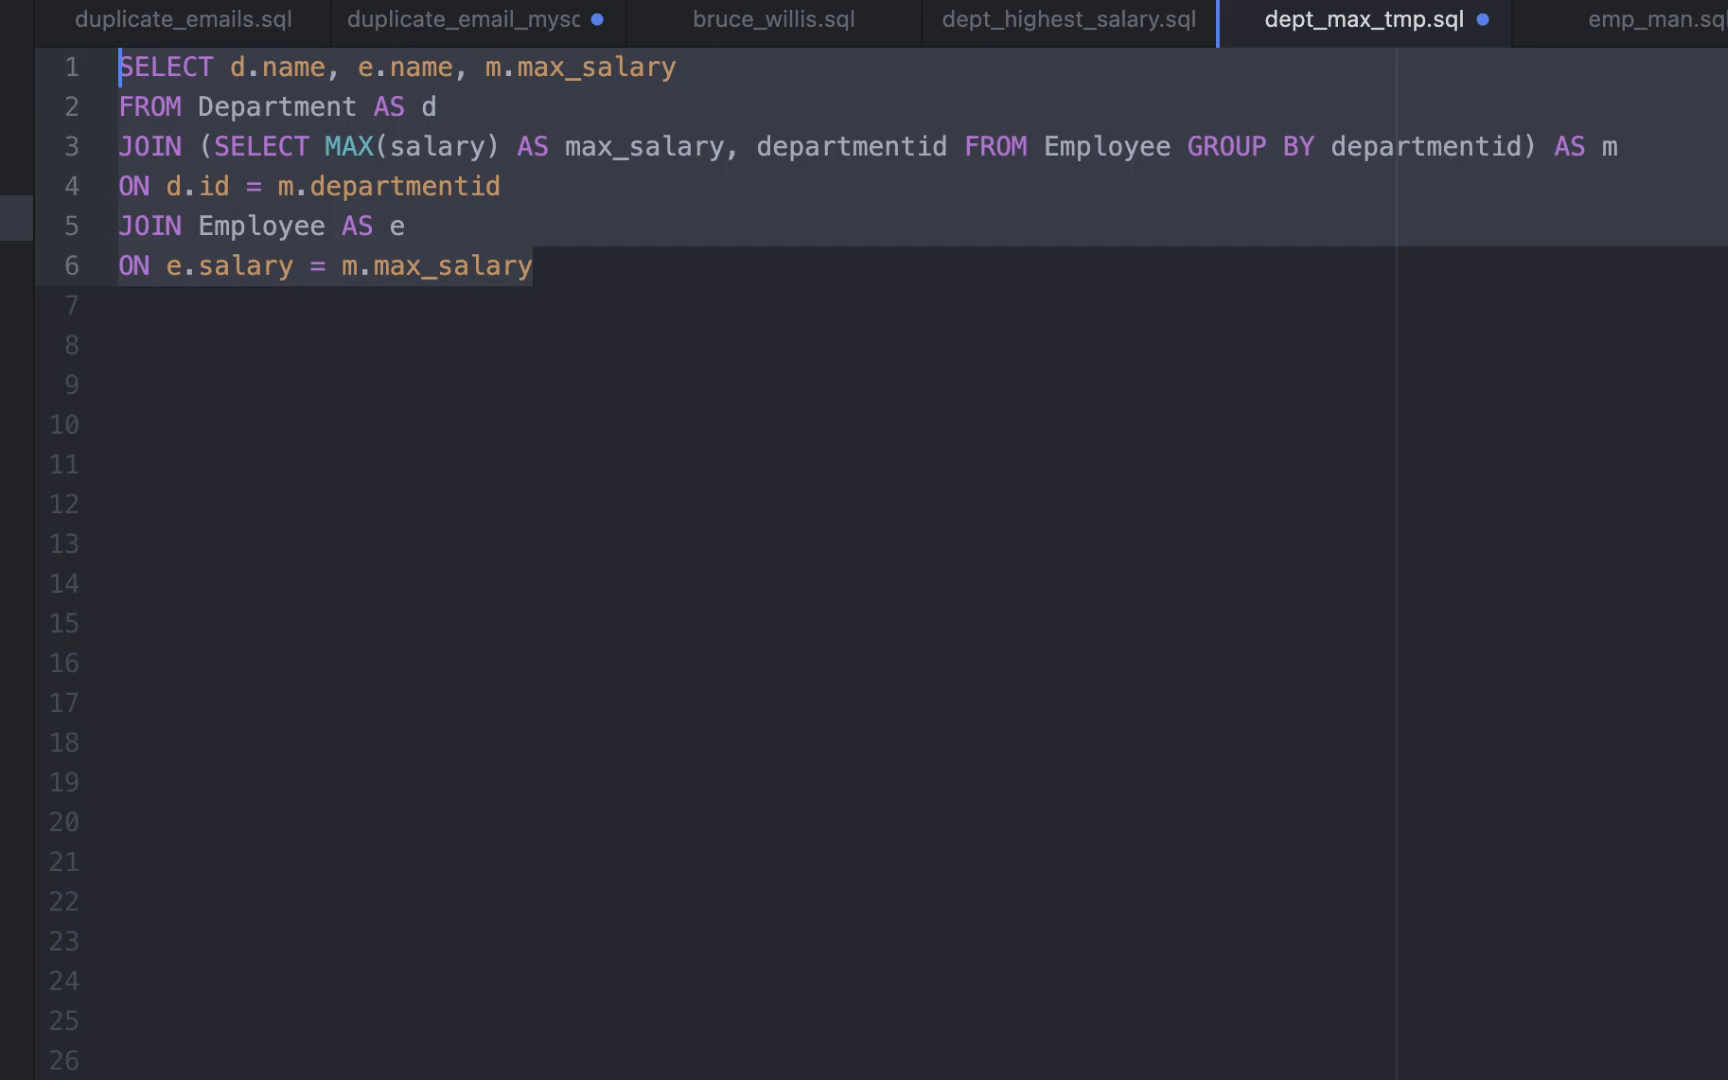 duplicate_emails.sql duplicate_email_mysc bruce_willis.sql dept_highest_salary.sql dept_max_tmp.sql emp_man.sq
1 SELECT d.name, e.name, m.max_salary
2 FROM Department AS d
3 JOIN (SELECT MAX(salary) AS max_salary, departmentid FROM Employee GROUP BY departmentid) AS m
4 ON d.id = m.departmentid
5 JOIN Employee AS e
6 ON e.salary = m.max_salary
7
8
9
10
11
12
13
14
15
16
17
18
19
20
21
22
23
24
25
26